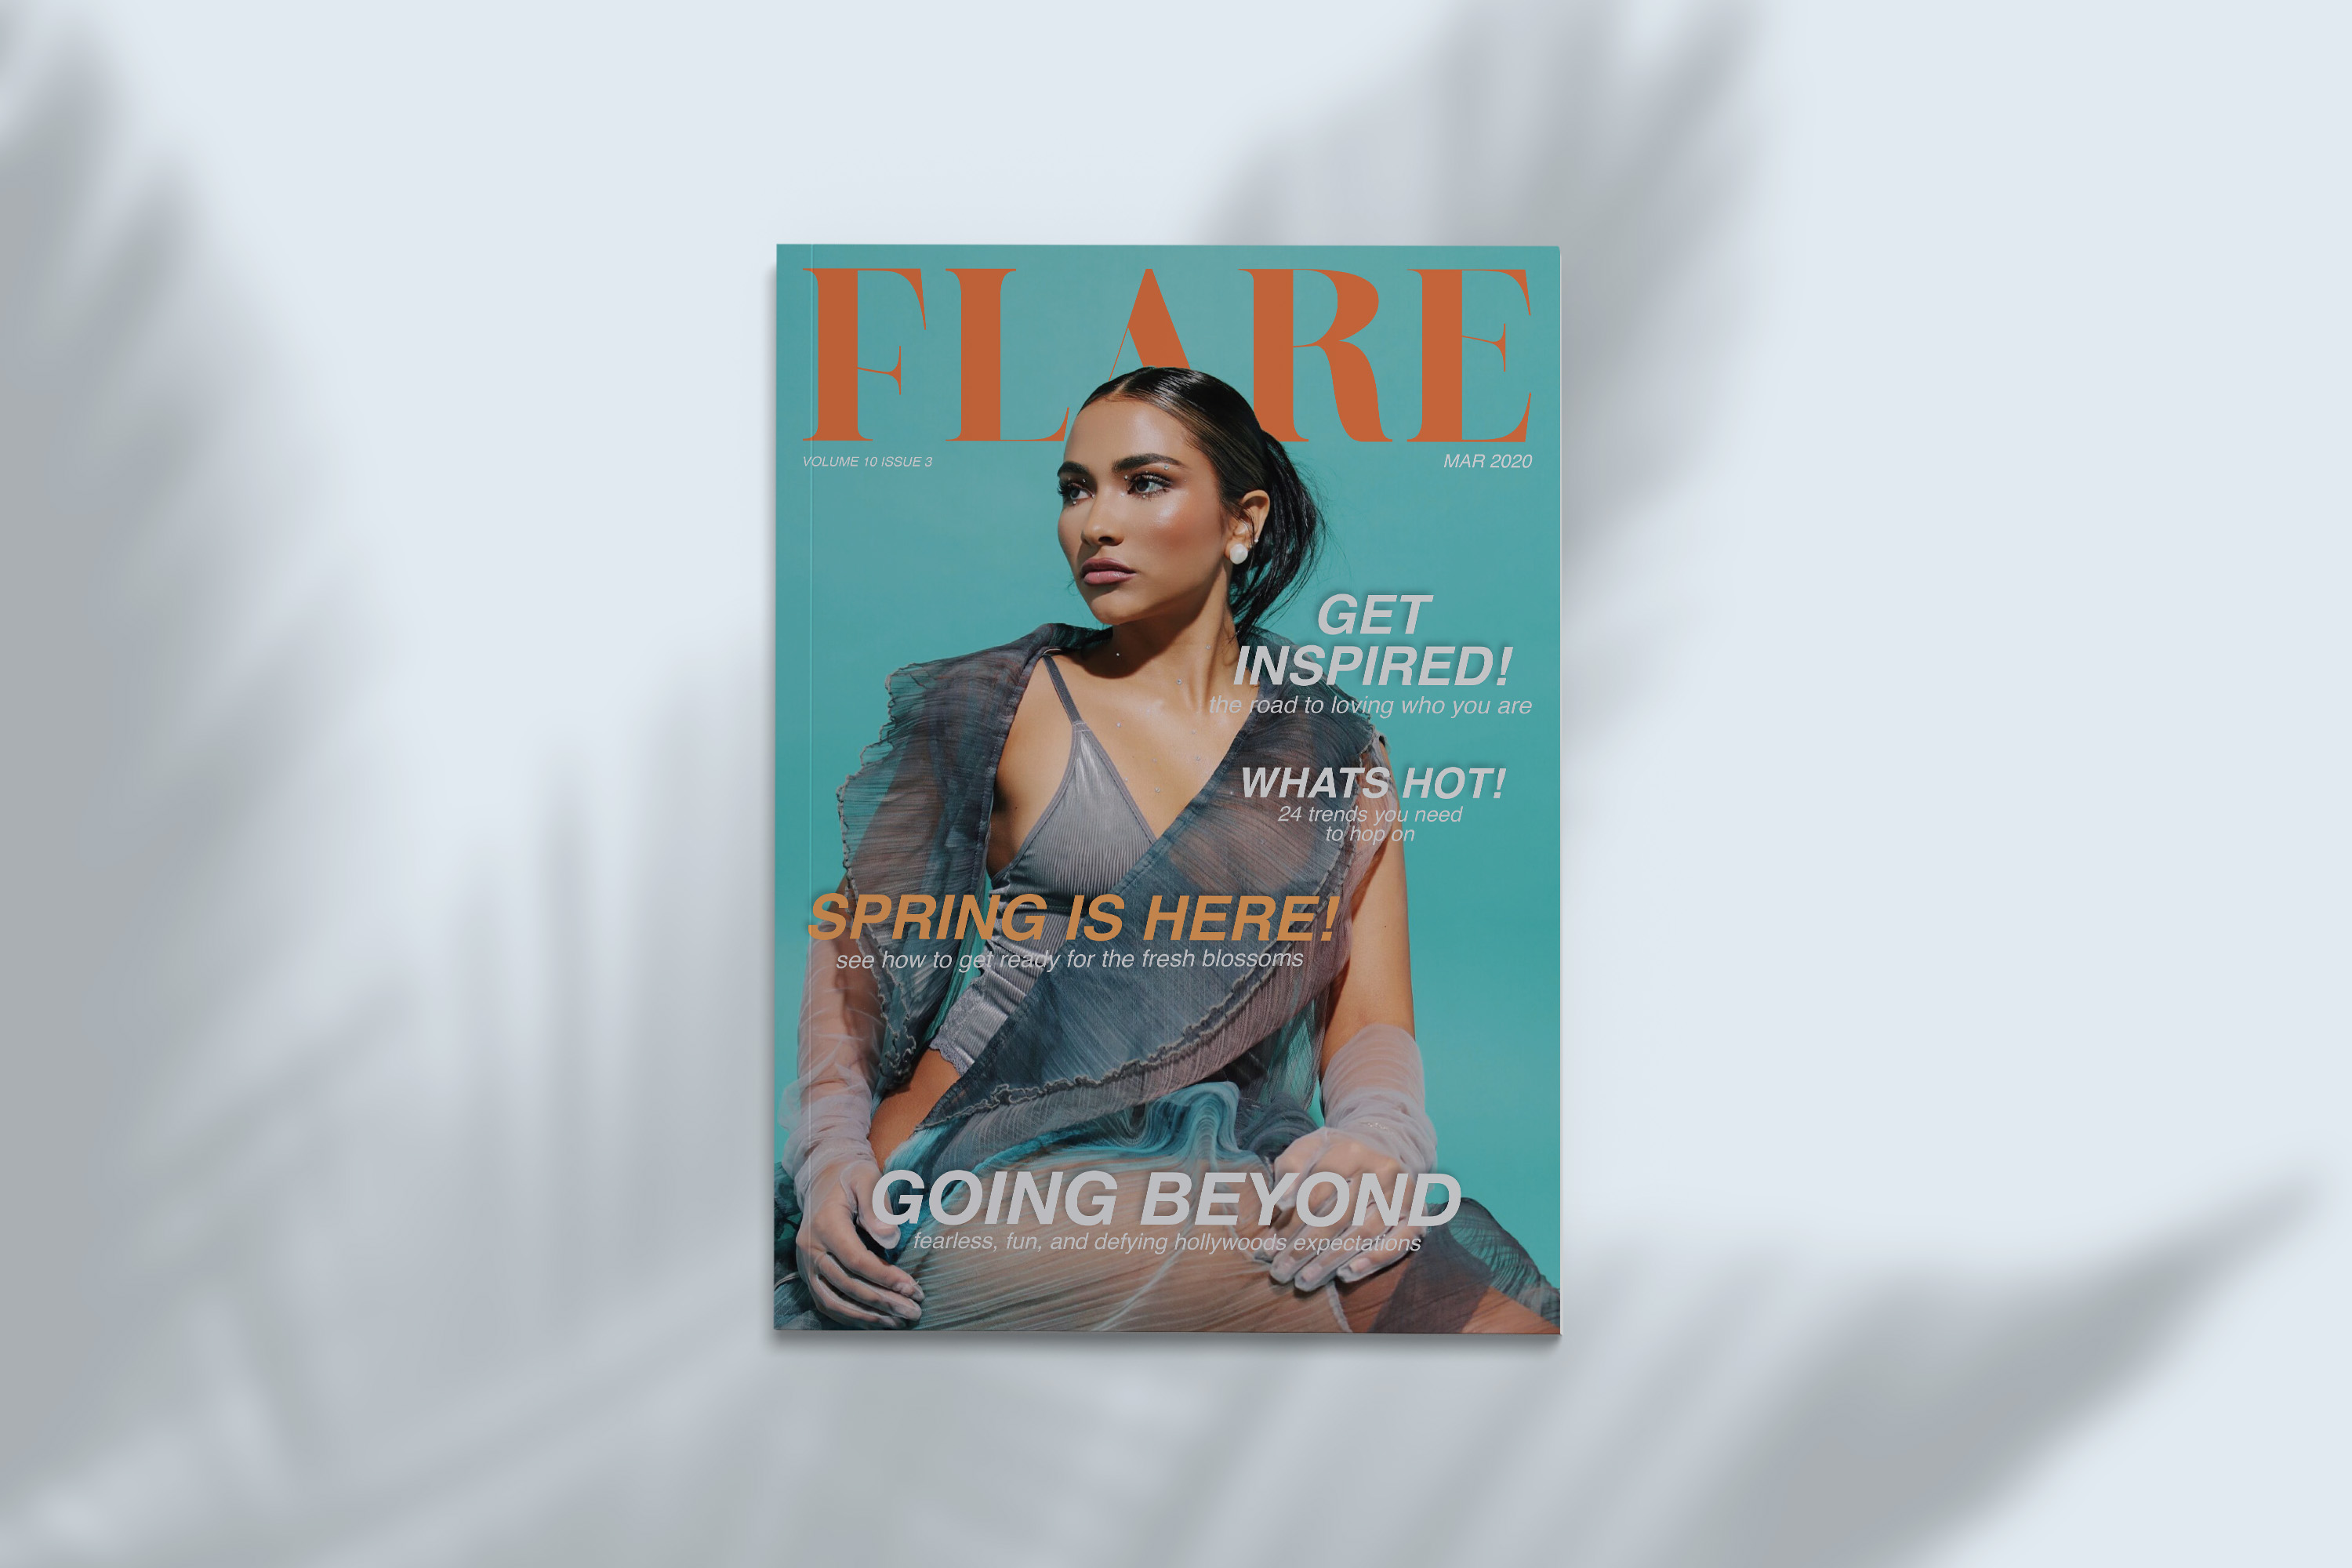 FLARE
VOLUME 10 ISSUE 3
MAR 2020
GET
INSPIRED!
the road to loving who you are
WHATS HOT!
24 trends you need
to hop on
SPRING IS HERE!
see how to get ready for the fresh blossoms
GOING BEYOND
fearless, fun, and defying hollywoods expectations